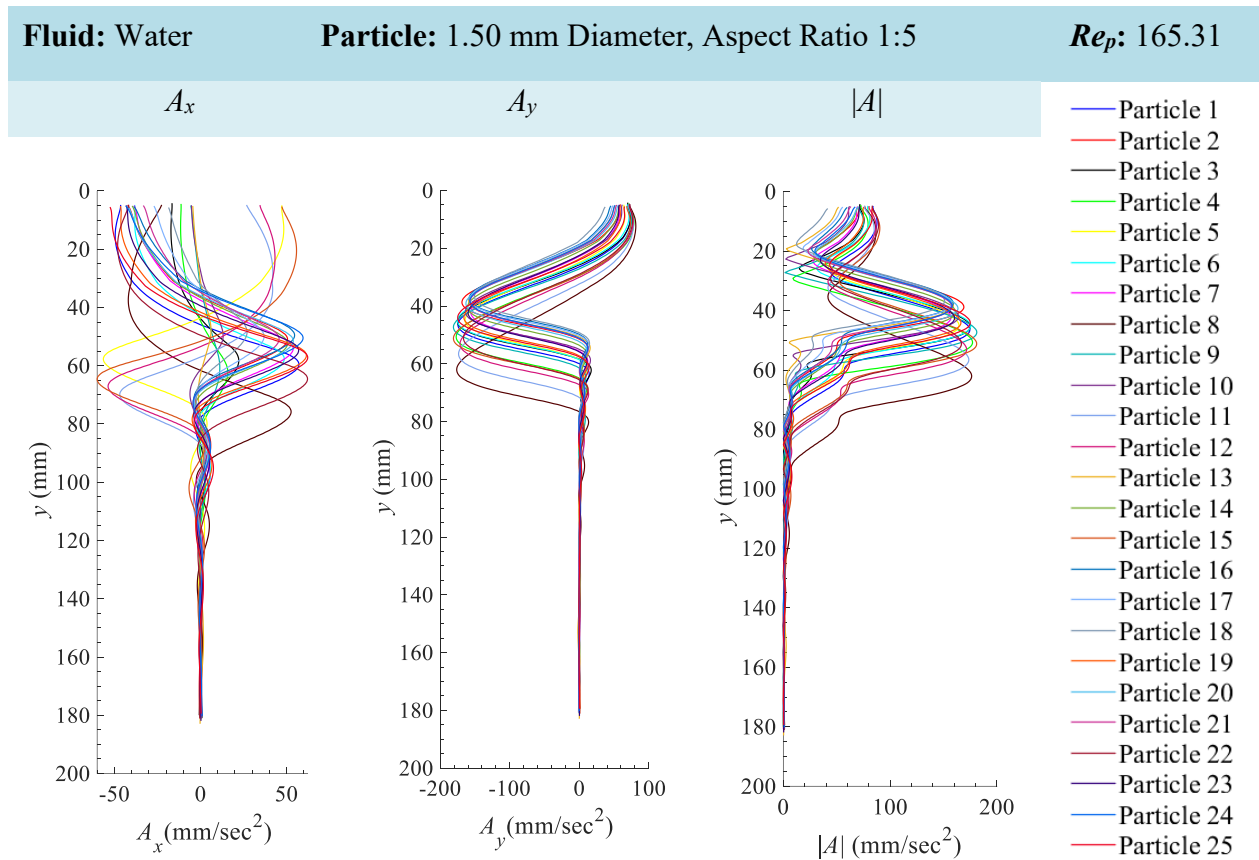 Fluid: Water Particle: 1.50 mm Diameter, Aspect Ratio 1:5 Rep: 165.31
Ax Ay |A|
Particle 1
Particle 2
Particle 3
Particle 4
Particle 5
Particle 6
Particle 7
Particle 8
Particle 9
Particle 10
Particle 11
Particle 12
Particle 13
Particle 14
Particle 15
Particle 16
Particle 17
Particle 18
Particle 19
Particle 20
Particle 21
Particle 22
Particle 23
Particle 24
Particle 25
y (mm)
0
20
40
60
80
100
120
140
160
180
200
-50 0 50
Ax(mm/sec²)
y (mm)
0
20
40
60
80
100
120
140
160
180
200
-200 -100 0 100
Ay(mm/sec²)
y (mm)
0
20
40
60
80
100
120
140
160
180
200
0 100 200
|A| (mm/sec²)